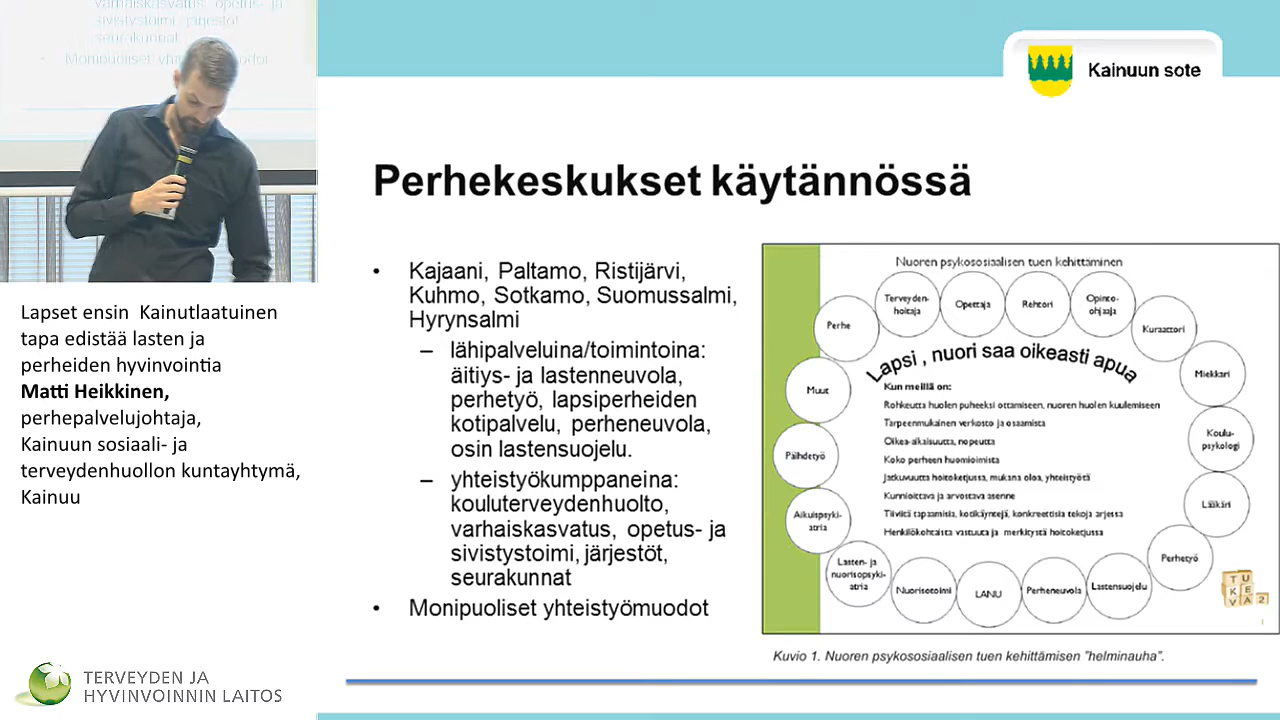 varhaiskasvatus, opetus- ja
sivistystoimi, järjestöt,
seurakunnat
Kainuun sote
Perhekeskukset käytännössä
• Kajaani, Paltamo, Ristijärvi,
Kuhmo, Sotkamo, Suomussalmi,
Hyrynsalmi
– lähipalveluina/toimintoina:
äitiys- ja lastenneuvola,
perhetyö, lapsiperheiden
kotipalvelu, perheneuvola,
osin lastensuojelu.
– yhteistyökumppaneina:
kouluterveydenhuolto,
varhaiskasvatus, opetus- ja
sivistystoimi, järjestöt,
seurakunnat
• Monipuoliset yhteistyömuodot
Nuoren psykososiaalisen tuen kehittäminen
Perhe
Terveyden-
hoitaja
Opettaja
Rehtori
Opinto-
ohjaaja
Kuraattori
Miekkari
Koulu-
psykologi
Lääkäri
Perhetyö
Lastensuojelu
Perheneuvola
LANU
Nuorisotoimi
Lasten- ja
nuorisopsyki-
atria
Aikuispsyki-
atria
Päihdetyö
Muut
Lapsi , nuori saa oikeasti apua
Kun meillä on:
Rohkeutta huolen puheeksi ottamiseen, nuoren huolen kuulemiseen
Tarpeenmukainen verkosto ja osaamista
Oikea-aikaisuutta, nopeutta
Koko perheen huomioimista
Jatkuvuutta hoitoketjussa, mukana oloa, yhteistyötä
Kunnioittava ja arvostava asenne
Tiiviitä tapaamisia, kotikäyntejä, konkreettisia tekoja arjessa
Henkilökohtaista vastuuta ja merkitystä hoitoketjussa
Kuvio 1. Nuoren psykososiaalisen tuen kehittämisen ”helminauha”.
Lapset ensin Kainutlaatuinen
tapa edistää lasten ja
perheiden hyvinvointia
Matti Heikkinen,
perhepalvelujohtaja,
Kainuun sosiaali- ja
terveydenhuollon kuntayhtymä,
Kainuu
TERVEYDEN JA
HYVINVOINNIN LAITOS